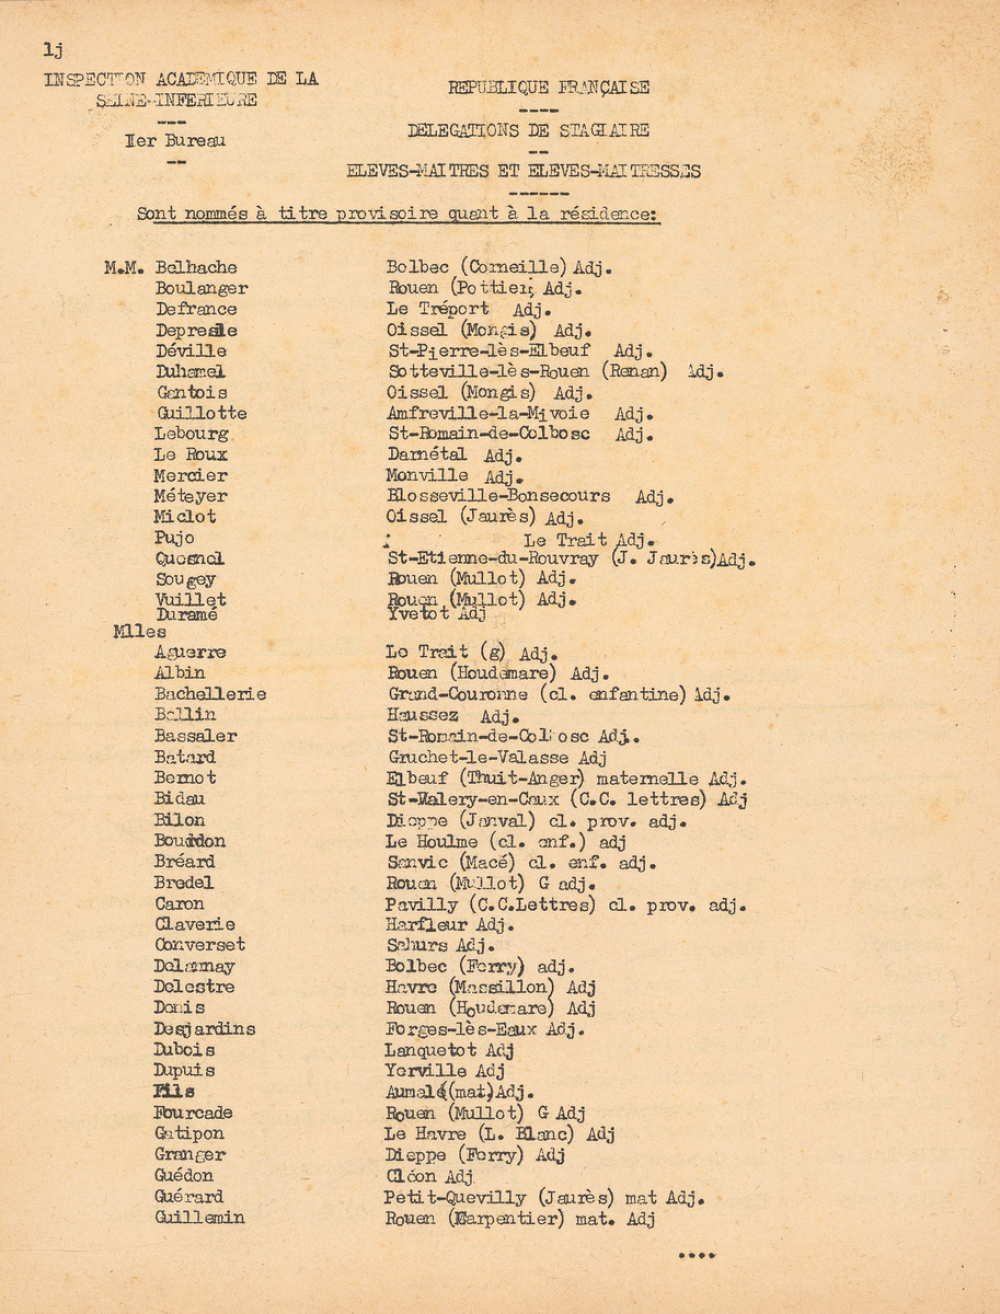 lj
INSPECTION ACADEMIQUE DE LA
SEINE-INFERIEURE
---
Ier Bureau
--
REPUBLIQUE FRANÇAISE
----
DELEGATIONS DE STAGIAIRE
--
ELEVES-MAITRES ET ELEVES-MAITRESSES
------
Sont nommés à titre provisoire quant à la résidence:
M.M. Belhache Bolbec (Corneille) Adj.
Boulanger Rouen (Pottier) Adj.
Defrance Le Tréport Adj.
Depresle Oissel (Mongis) Adj.
Déville St-Pierre-lès-Elbeuf Adj.
Duhamel Sotteville-lès-Rouen (Renan) Adj.
Gentois Oissel (Mongis) Adj.
Guillotte Amfreville-la-Mivoie Adj.
Lebourg St-Romain-de-Colbosc Adj.
Le Roux Darnétal Adj.
Mercier Monville Adj.
Méteyer Blosseville-Bonsecours Adj.
Miclot Oissel (Jaurès) Adj.
Pujo : Le Trait Adj.
Quesnel St-Etienne-du-Rouvray (J. Jaurès)Adj.
Sougey Rouen (Mullot) Adj.
Vuillet Rouen (Mullot) Adj.
Duramé Yvetot Adj
Mlles
Aguerre Le Trait (g) Adj.
Albin Rouen (Houdemare) Adj.
Bachellerie Grand-Couronne (cl. enfantine) Adj.
Ballin Haussez Adj.
Bassaler St-Romain-de-Colbosc Adj..
Batard Gruchet-le-Valasse Adj
Bernot Elbeuf (Thuit-Anger) maternelle Adj.
Bidau St-Valery-en-Caux (C.C. lettres) Adj
Bilon Dieppe (Janval) cl. prov. adj.
Bouddon Le Houlme (cl. enf.) adj
Bréard Sanvic (Macé) cl. enf. adj.
Bredel Rouen (Mullot) G adj.
Caron Pavilly (C.C.Lettres) cl. prov. adj.
Claverie Harfleur Adj.
Converset Sahurs Adj.
Delamay Bolbec (Ferry) adj.
Delestre Havre (Massillon) Adj
Denis Rouen (Houdemare) Adj
Desjardins Forges-lès-Eaux Adj.
Dubois Lanquetot Adj
Dupuis Yerville Adj
Fils Aumale (mat)Adj.
Fourcade Rouen (Mullot) G Adj
Gatipon Le Havre (L. Blanc) Adj
Granger Dieppe (Ferry) Adj
Guédon Cléon Adj
Guérard Petit-Quevilly (Jaurès) mat Adj.
Guillemin Rouen (Carpentier) mat. Adj
....